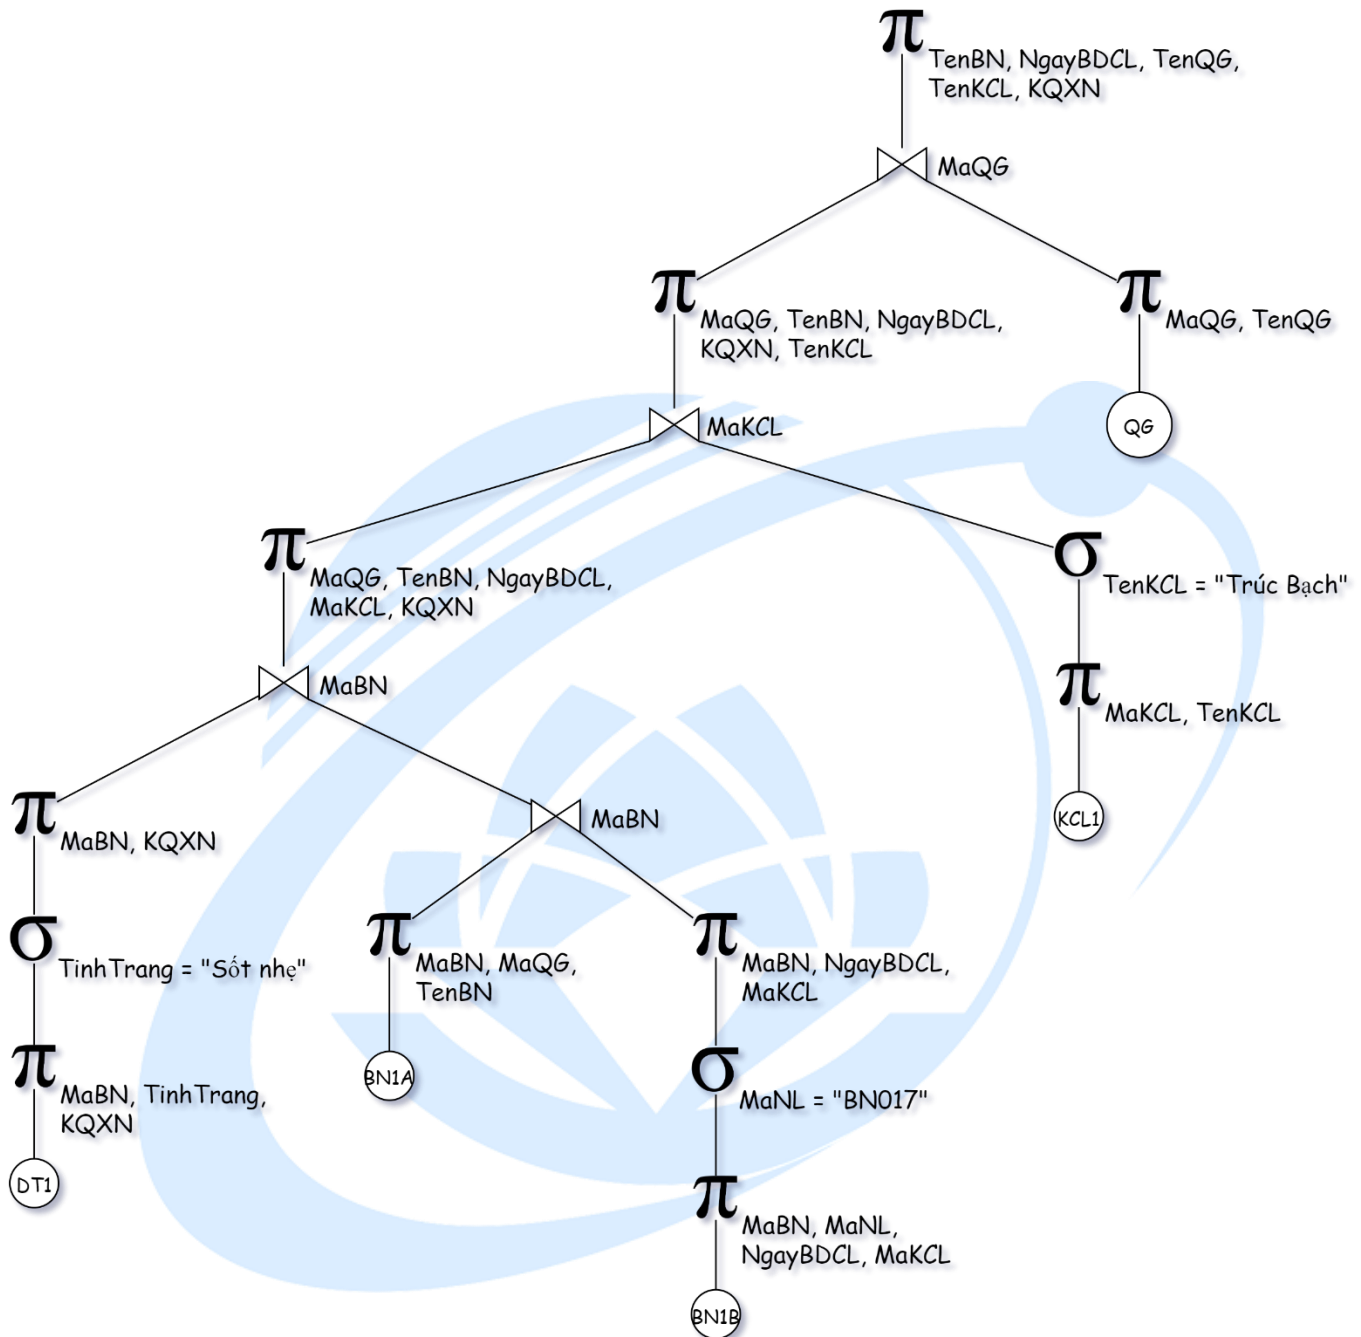 π
TenBN, NgayBDCL, TenQG,
TenKCL, KQXN
MaQG
π
MaQG, TenBN, NgayBDCL,
KQXN, TenKCL
π
MaQG, TenQG
QG
MaKCL
π
MaQG, TenBN, NgayBDCL,
MaKCL, KQXN
σ
TenKCL = "Trúc Bạch"
π
MaKCL, TenKCL
KCL1
MaBN
π
MaBN, KQXN
σ
TinhTrang = "Sốt nhẹ"
π
MaBN, TinhTrang,
KQXN
DT1
MaBN
π
MaBN, MaQG,
TenBN
BN1A
π
MaBN, NgayBDCL,
MaKCL
σ
MaNL = "BN017"
π
MaBN, MaNL,
NgayBDCL, MaKCL
BN1B